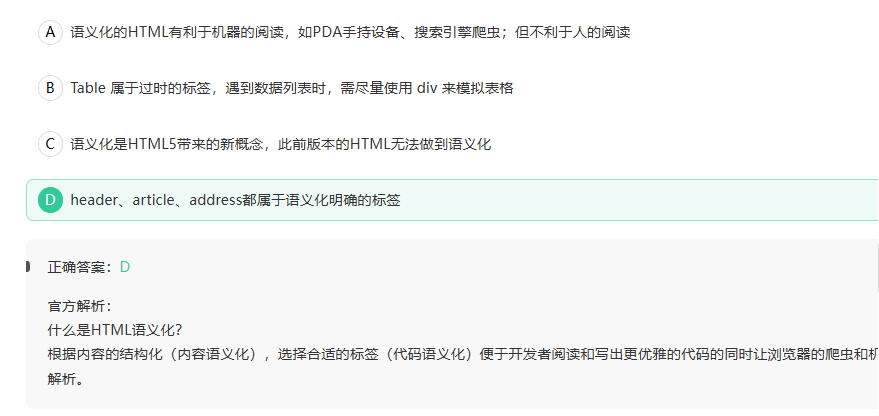 A 语义化的HTML有利于机器的阅读，如PDA手持设备、搜索引擎爬虫；但不利于人的阅读
B Table 属于过时的标签，遇到数据列表时，需尽量使用 div 来模拟表格
C 语义化是HTML5带来的新概念，此前版本的HTML无法做到语义化
D header、article、address都属于语义化明确的标签
正确答案：D
官方解析：
什么是HTML语义化？
根据内容的结构化（内容语义化），选择合适的标签（代码语义化）便于开发者阅读和写出更优雅的代码的同时让浏览器的爬虫和机
解析。